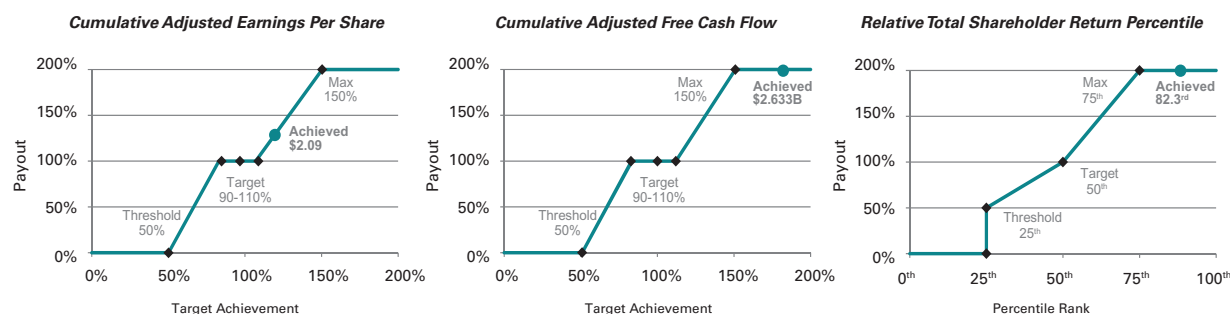 Cumulative Adjusted Earnings Per Share
200%
150%
100%
50%
0%
Payout
Max
150%
Achieved
$2.09
Target
90-110%
Threshold
50%
0%
50%
100%
150%
200%
Target Achievement
Cumulative Adjusted Free Cash Flow
200%
150%
100%
50%
0%
Payout
Max
150%
Achieved
$2.633B
Target
90-110%
Threshold
50%
0%
50%
100%
150%
200%
Target Achievement
Relative Total Shareholder Return Percentile
200%
150%
100%
50%
0%
Payout
Max
75th
Achieved
82.3rd
Target
50th
Threshold
25th
0th
25th
50th
75th
100th
Percentile Rank